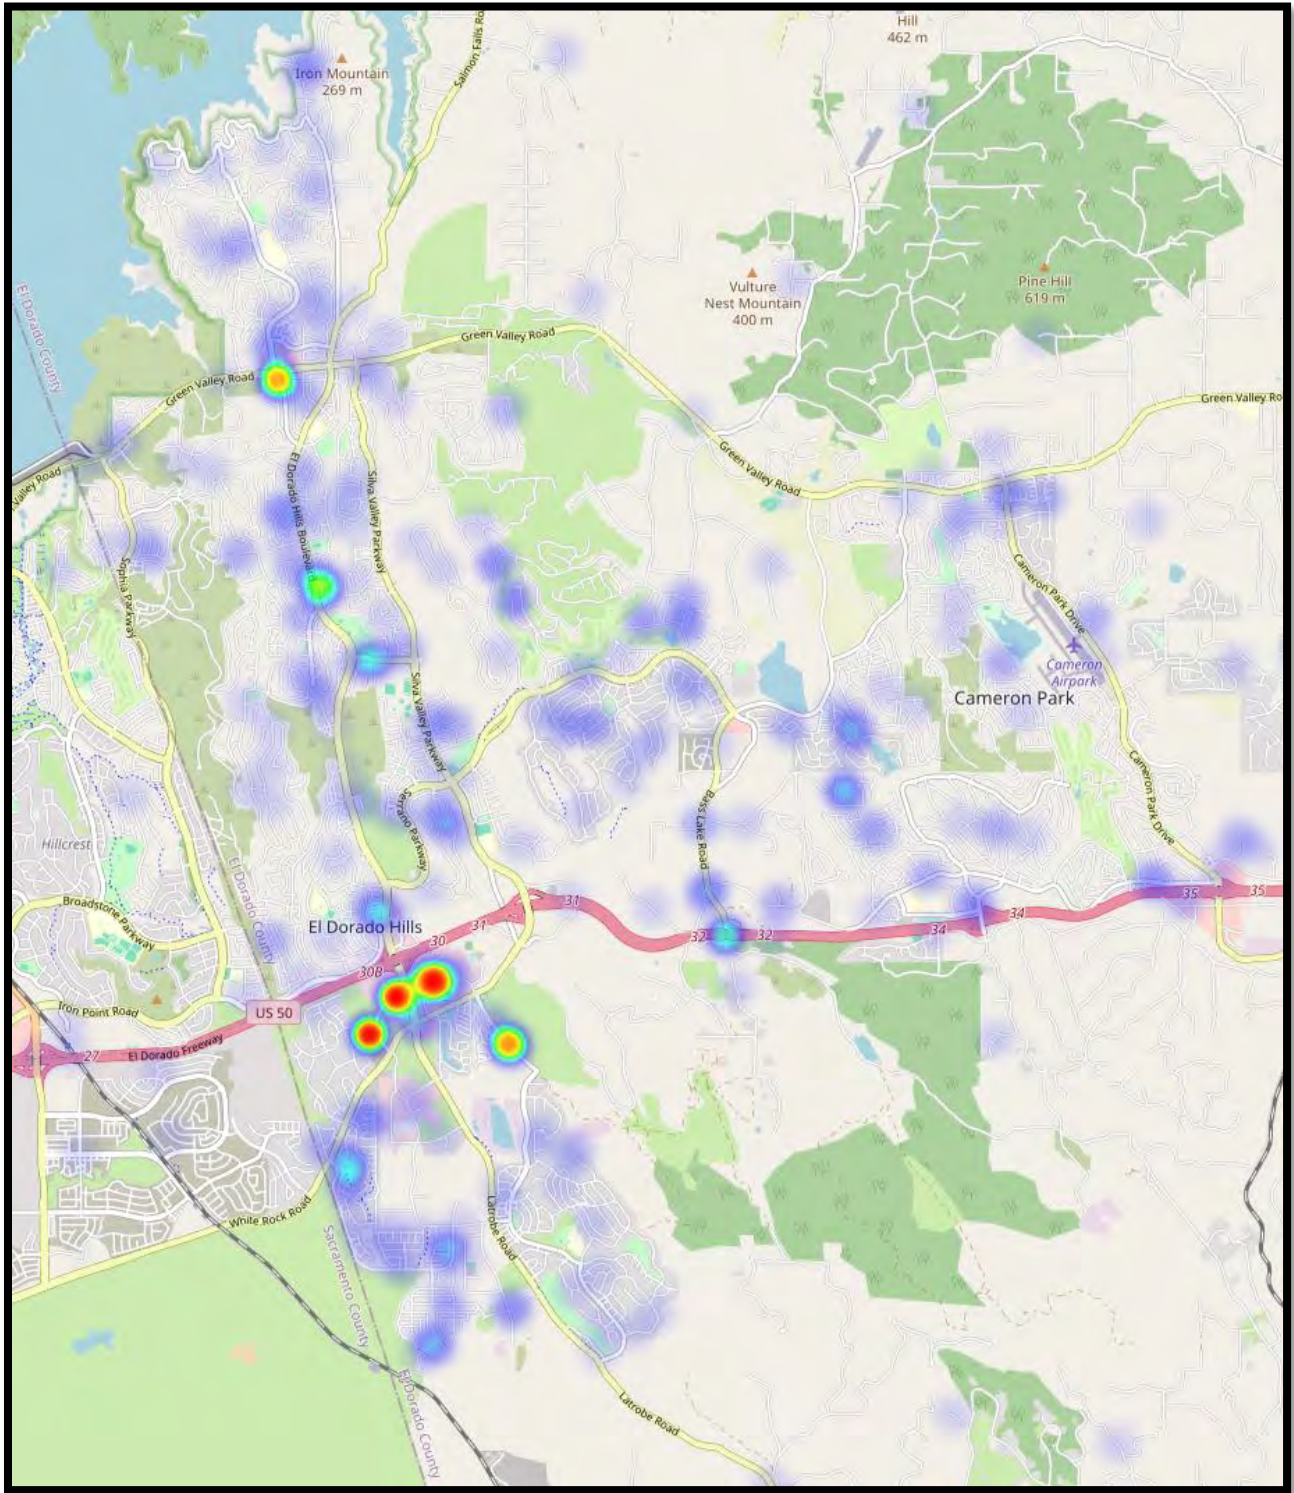 Hill
462 m
Iron Mountain
269 m
Salmon Falls Ro
Pine Hill
619 m
Vulture
Nest Mountain
400 m
El Dorado County
Green Valley Road
Green Valley Road
Green Valley Ro
Green Valley Road
Valley Road
El Dorado Hills Boulevard
Silva Valley Parkway
Sophia Parkway
Cameron Park Drive
Cameron
Airpark
Cameron Park
Silva Valley Parkway
Cameron Park Drive
Serrano Parkway
Bass Lake Road
Hillcrest
El Dorado County
Broadstone Parkway
El Dorado Hills
31
31
30
30B
32
32
34
34
35
35
Iron Point Road
US 50
27
El Dorado Freeway
White Rock Road
Latrobe Road
Sacramento County
El Dorado County
Latrobe Road